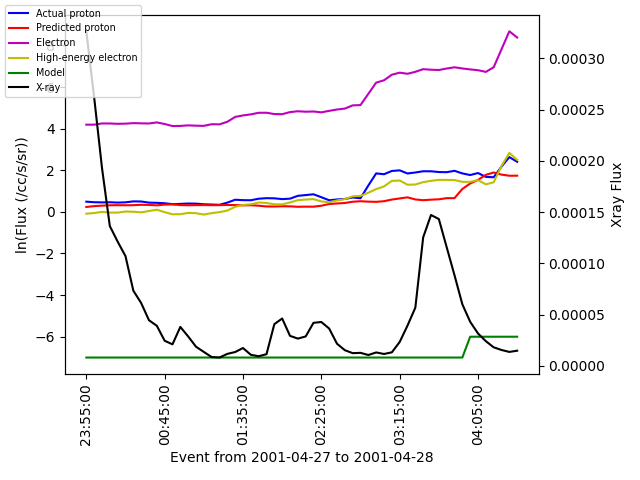 Actual proton
Predicted proton
Electron
High-energy electron
Model
X-ray
8
6
4
2
0
−2
−4
−6
ln(Flux (/cc/s/sr))
0.00030
0.00025
0.00020
0.00015
0.00010
0.00005
0.00000
Xray Flux
23:55:00
00:45:00
01:35:00
02:25:00
03:15:00
04:05:00
Event from 2001-04-27 to 2001-04-28